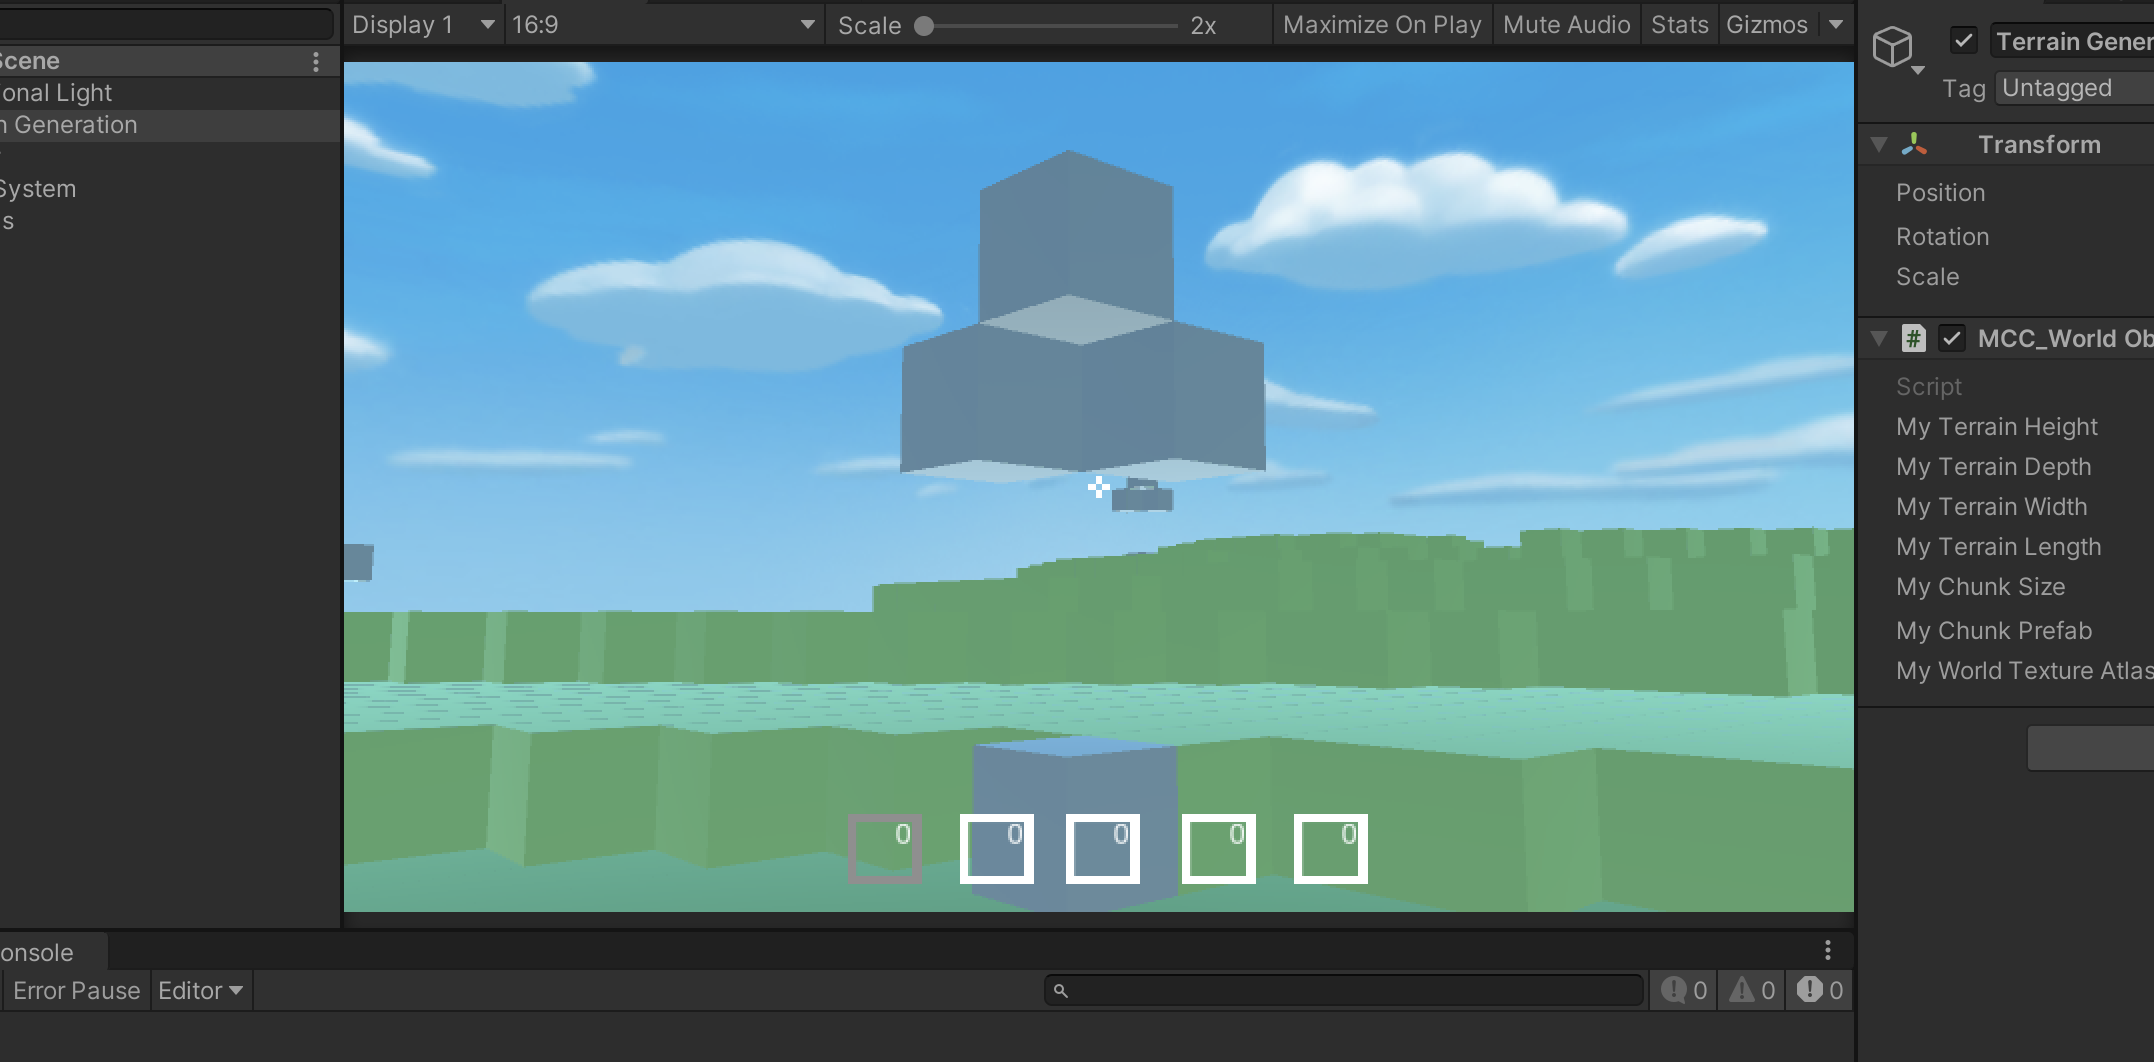 Display 1
16:9
Scale
2x
Maximize On Play
Mute Audio
Stats
Gizmos
Scene
onal Light
n Generation
System
s
0
0
0
0
0
onsole
Error Pause
Editor
0
0
0
Terrain Gener
Tag
Untagged
Transform
Position
Rotation
Scale
#
MCC_World Ob
Script
My Terrain Height
My Terrain Depth
My Terrain Width
My Terrain Length
My Chunk Size
My Chunk Prefab
My World Texture Atlas